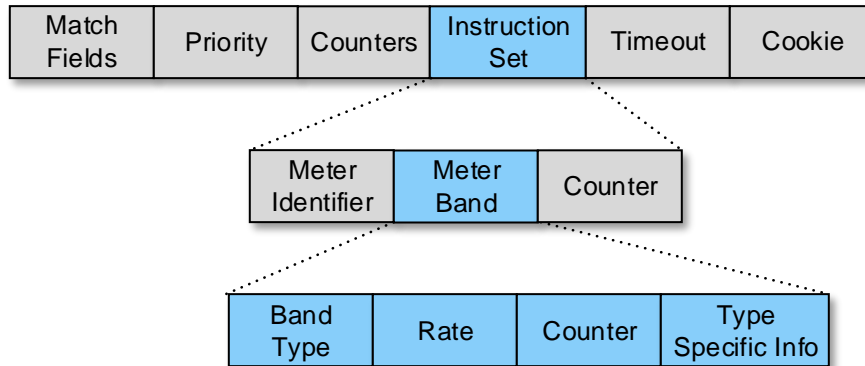 Match
Fields
Priority
Counters
Instruction
Set
Timeout
Cookie
Meter
Identifier
Meter
Band
Counter
Band
Type
Rate
Counter
Type
Specific Info